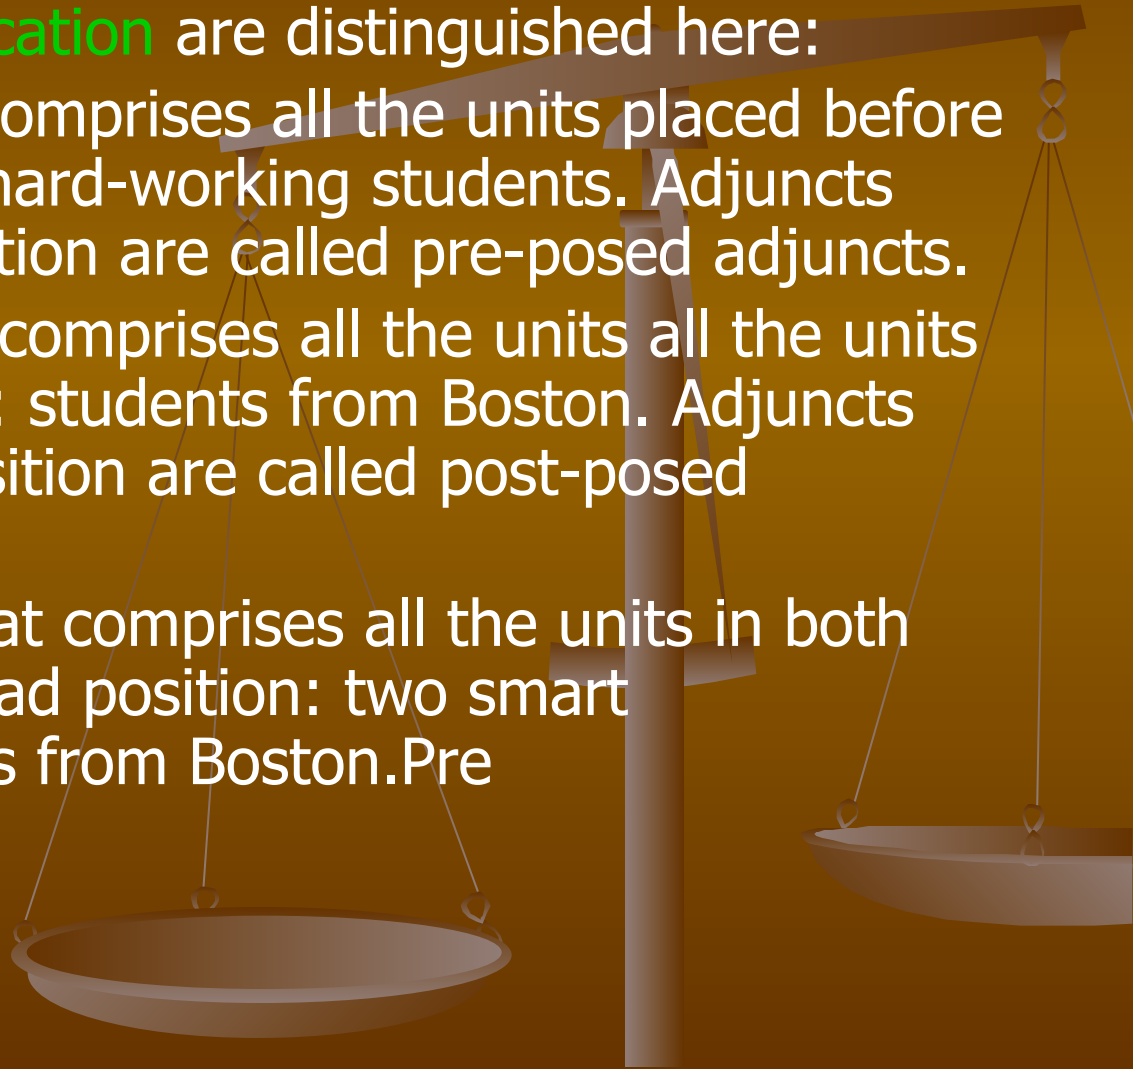 cation are distinguished here:
omprises all the units placed before
hard-working students. Adjuncts
tion are called pre-posed adjuncts.
comprises all the units all the units
: students from Boston. Adjuncts
sition are called post-posed
at comprises all the units in both
ad position: two smart
s from Boston.Pre